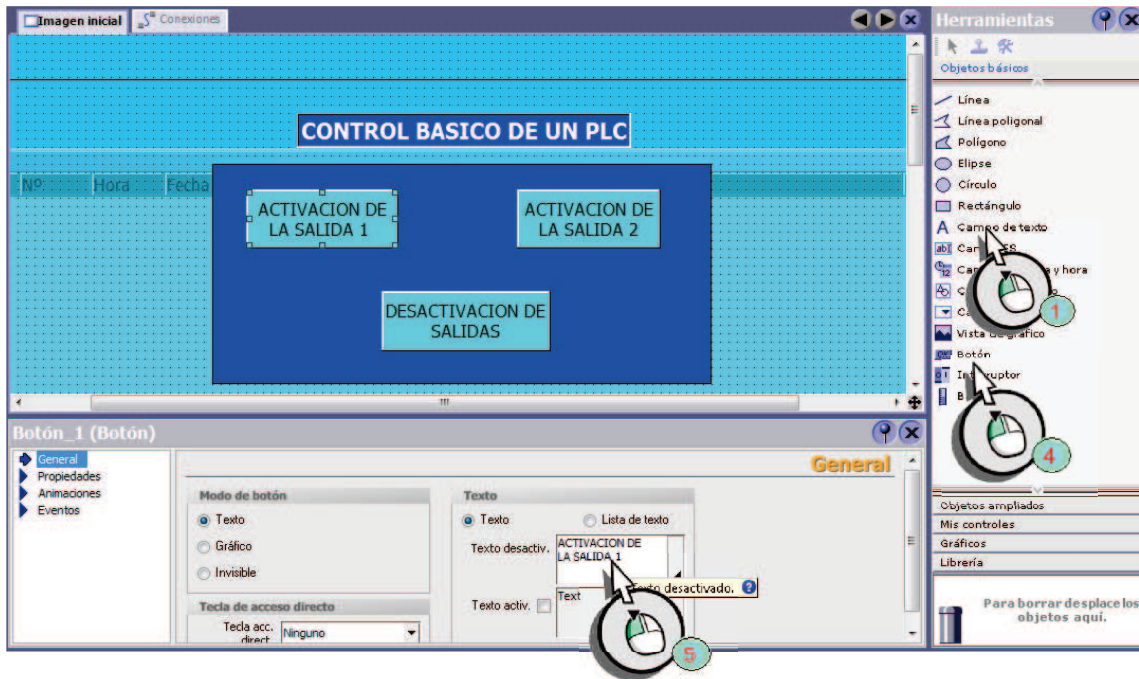 Imagen inicial
Conexiones
CONTROL BASICO DE UN PLC
Nº
Hora
Fecha
ACTIVACION DE
LA SALIDA 1
ACTIVACION DE
LA SALIDA 2
DESACTIVACION DE
SALIDAS
Herramientas
Objetos básicos
Línea
Línea poligonal
Polígono
Elipse
Círculo
Rectángulo
Campo de texto
y hora
1
Vista de gráfico
Botón
Interruptor
B
4
Objetos ampliados
Mis controles
Gráficos
Librería
Para borrar desplace los
objetos aquí.
Botón_1 (Botón)
General
Propiedades
Animaciones
Eventos
General
Modo de botón
Texto
Gráfico
Invisible
Tecla de acceso directo
Tecla acc.
direct
Ninguno
Texto
Texto
Lista de texto
Texto desactiv.
ACTIVACION DE
LA SALIDA 1
Texto desactivado.
Texto activ.
Text
5